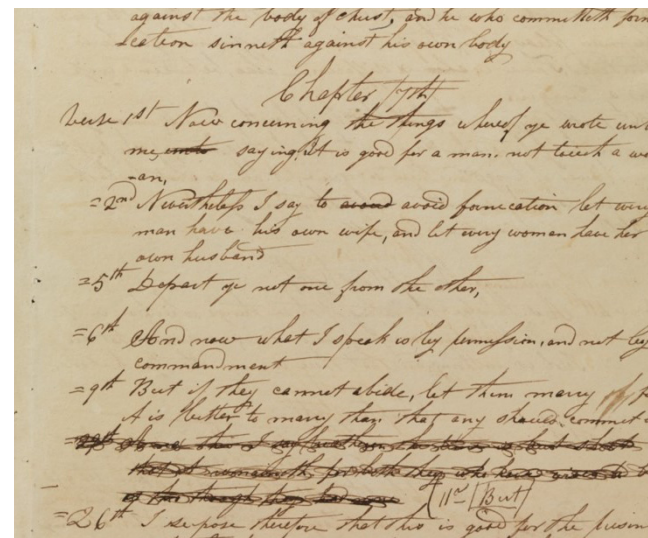 against the body of christ, and he who committeth forn
ication sinneth against his own body
Chapter 7th
Verse 1st Now concerning the things whereof ye wrote unto
me, unto saying it is good for a man not touch a wo
-an,
=2nd Nevertheless I say to avoid avoid fornication let every
man have his own wife, and let every woman have her
own husband
=5th Depart ye not one from the other,
=6th And now what I speak is by permission, and not by
commandment
=9th But if they cannot abide, let them marry, for
it is better to marry than that any should commit
(11th But
=26th I supose therefore that this is good for the